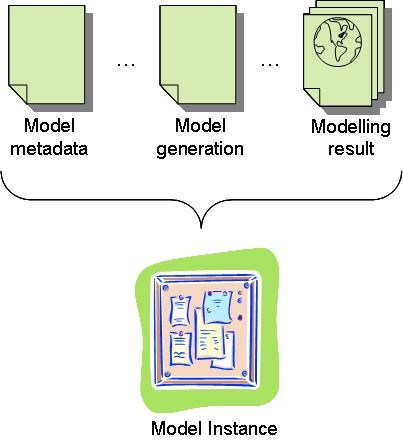 ... ...
Model Model Modelling
metadata generation result
Model Instance